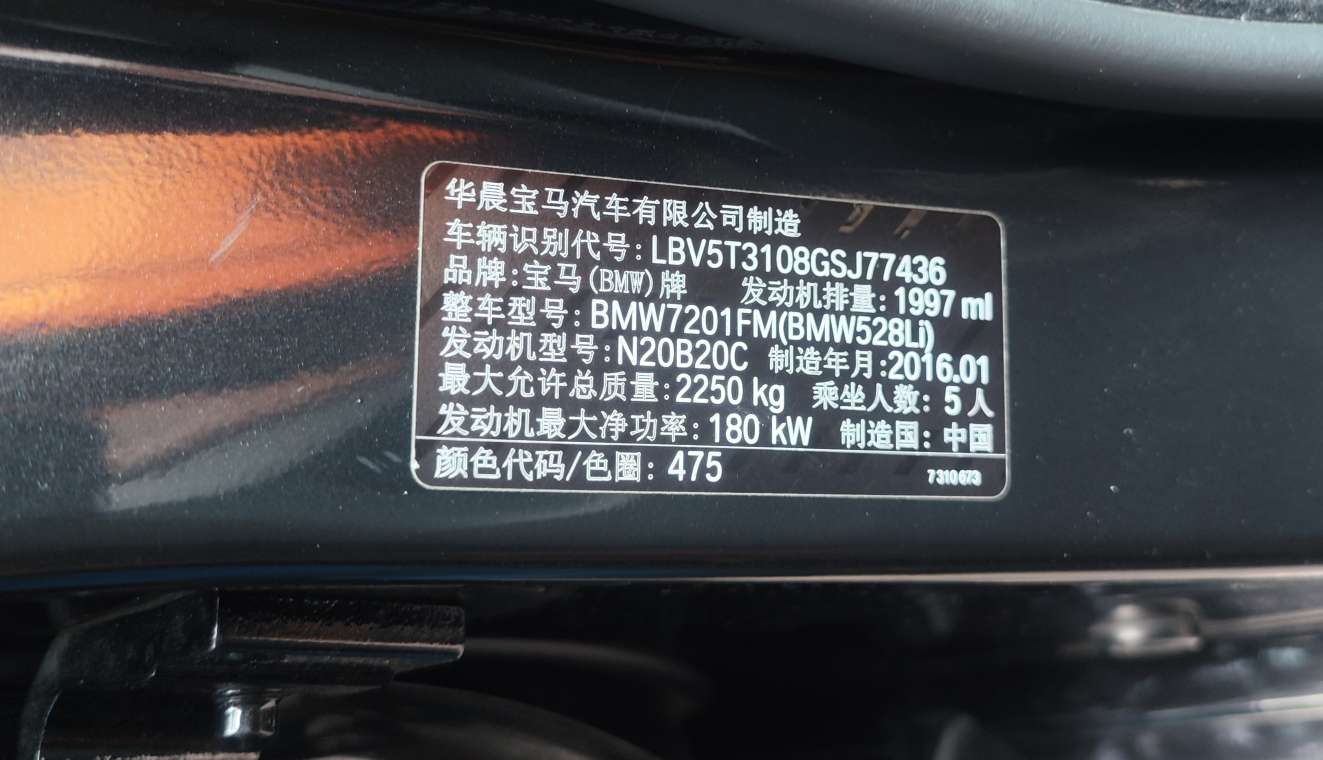 华晨宝马汽车有限公司制造
车辆识别代号: LBV5T3108GSJ77436
品牌: 宝马(BMW)牌 发动机排量: 1997 ml
整车型号: BMW7201FM(BMW528Li)
发动机型号: N20B20C 制造年月: 2016.01
最大允许总质量: 2250 kg 乘坐人数: 5人
发动机最大净功率: 180 kW 制造国: 中国
颜色代码/色圈: 475 7310673